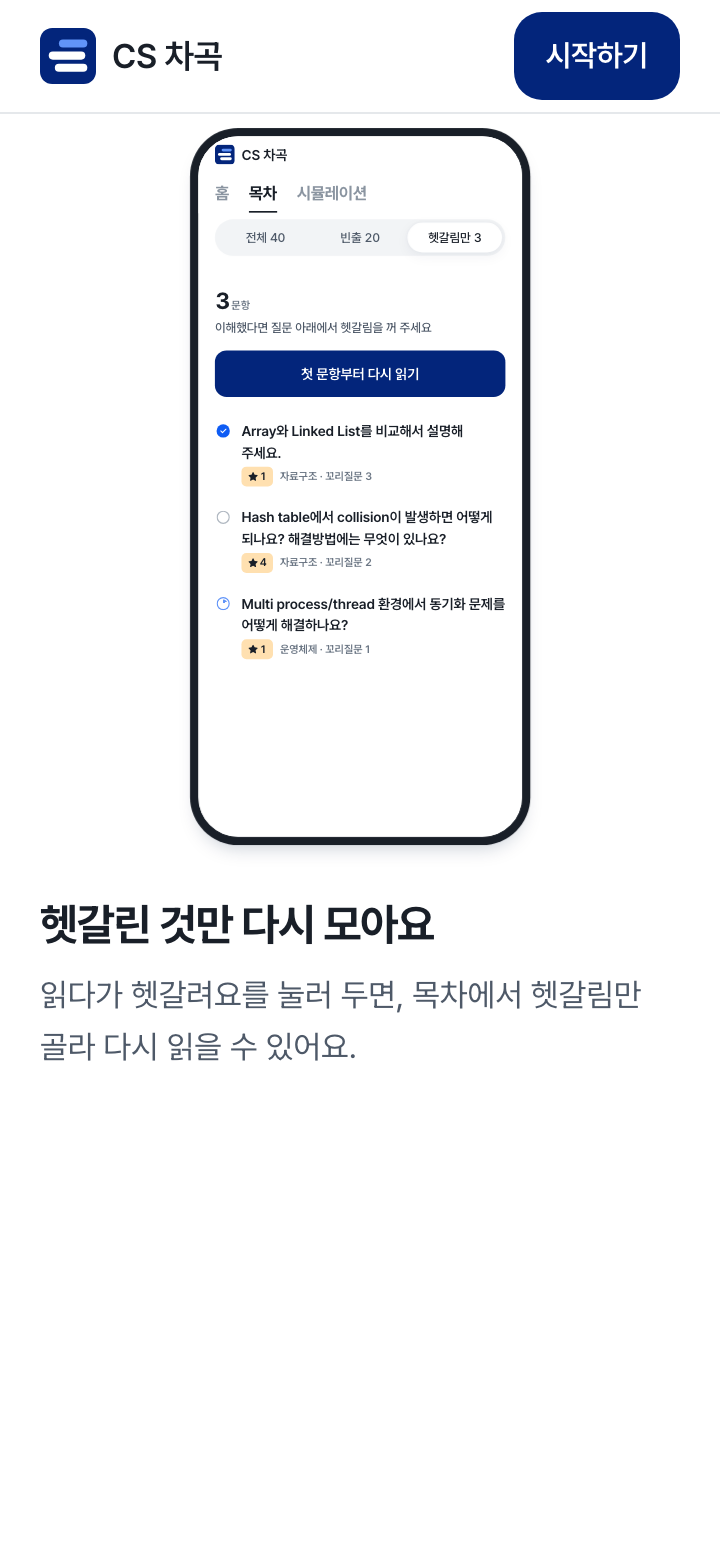 CS 차곡
시작하기
CS 차곡
홈 목차 시뮬레이션
전체 40 빈출 20 헷갈림만 3
3문항
이해했다면 질문 아래에서 헷갈림을 꺼 주세요
첫 문항부터 다시 읽기
Array와 Linked List를 비교해서 설명해
주세요.
★ 1 자료구조 · 꼬리질문 3
Hash table에서 collision이 발생하면 어떻게
되나요? 해결방법에는 무엇이 있나요?
★ 4 자료구조 · 꼬리질문 2
Multi process/thread 환경에서 동기화 문제를
어떻게 해결하나요?
★ 1 운영체제 · 꼬리질문 1
헷갈린 것만 다시 모아요
읽다가 헷갈려요를 눌러 두면, 목차에서 헷갈림만
골라 다시 읽을 수 있어요.